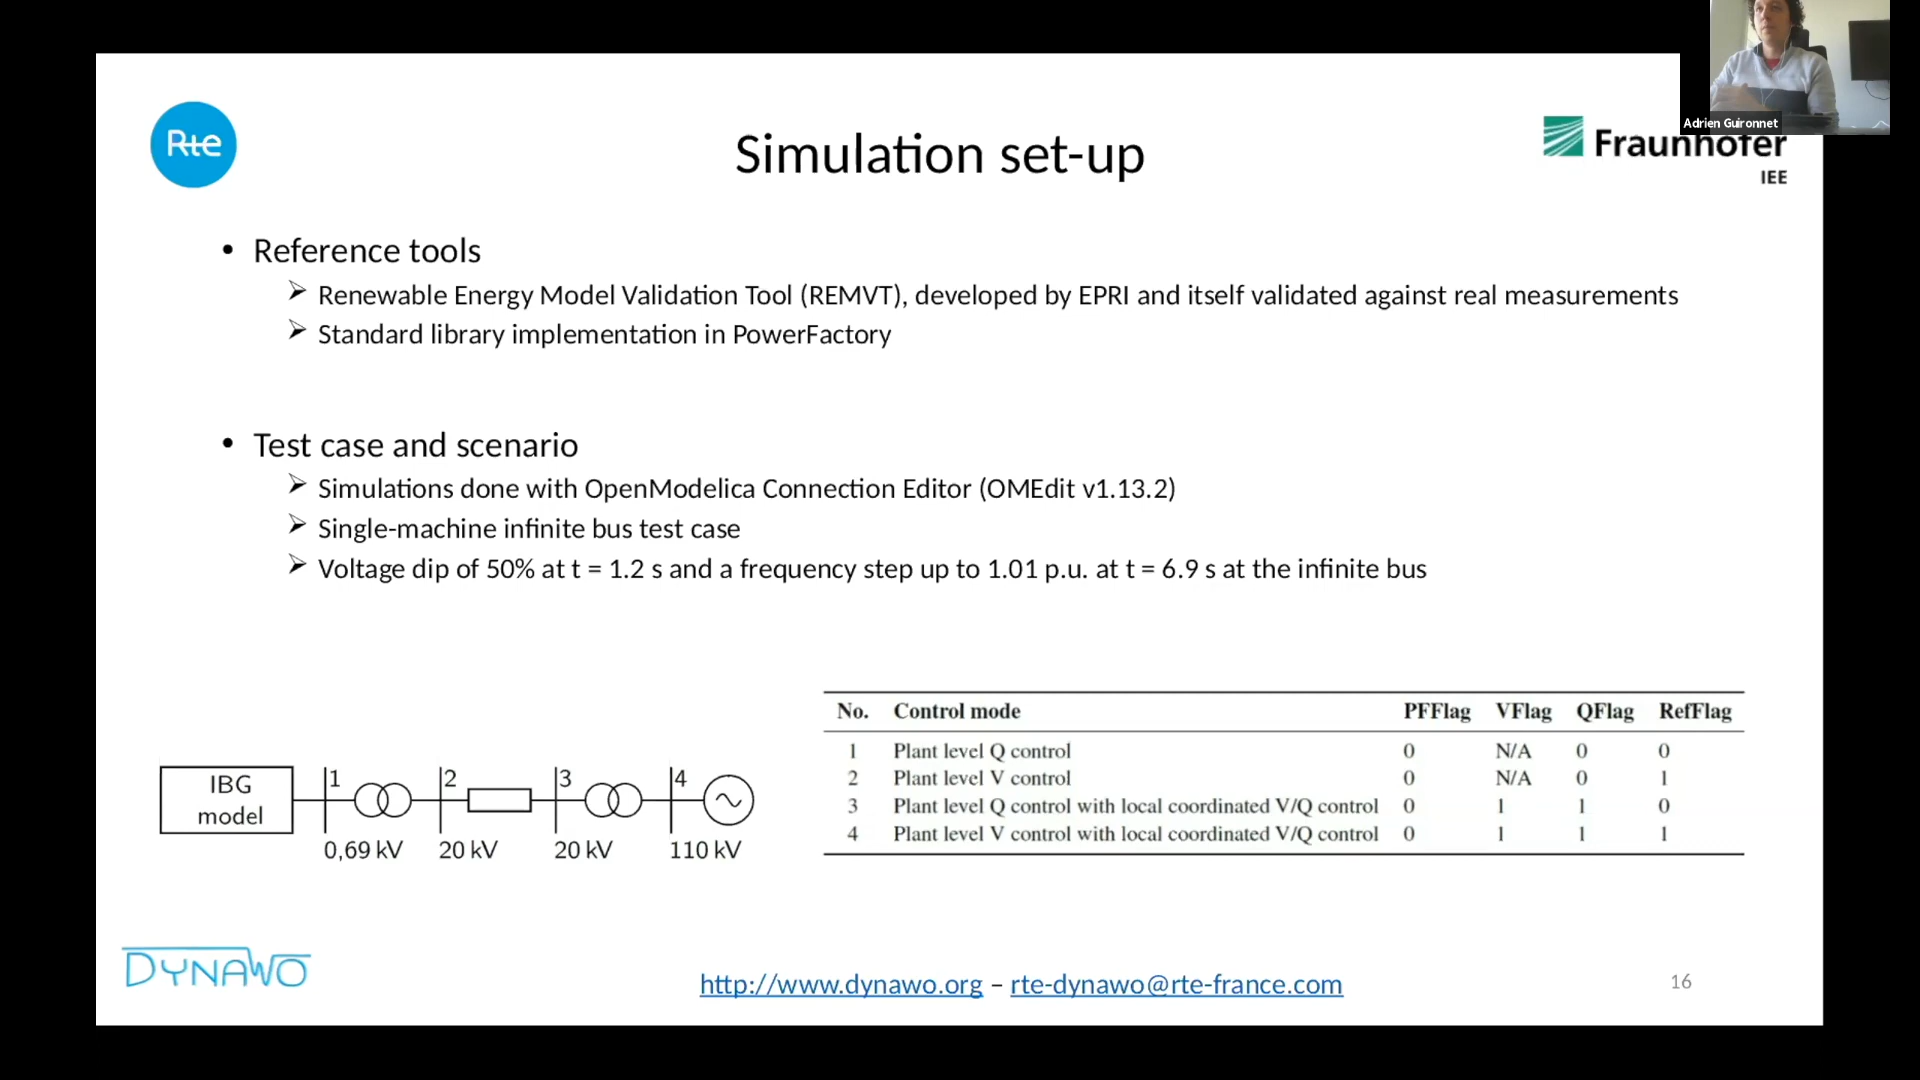 Adrien Guironnet
Rte
Simulation set-up
Fraunhofer
IEE
• Reference tools
➢ Renewable Energy Model Validation Tool (REMVT), developed by EPRI and itself validated against real measurements
➢ Standard library implementation in PowerFactory
• Test case and scenario
➢ Simulations done with OpenModelica Connection Editor (OMEdit v1.13.2)
➢ Single-machine infinite bus test case
➢ Voltage dip of 50% at t = 1.2 s and a frequency step up to 1.01 p.u. at t = 6.9 s at the infinite bus
IBG
model
1 2 3 4
0,69 kV 20 kV 20 kV 110 kV
No. Control mode PFFlag VFlag QFlag RefFlag
1 Plant level Q control 0 N/A 0 0
2 Plant level V control 0 N/A 0 1
3 Plant level Q control with local coordinated V/Q control 0 1 1 0
4 Plant level V control with local coordinated V/Q control 0 1 1 1
DYNAWO
http://www.dynawo.org – rte-dynawo@rte-france.com
16